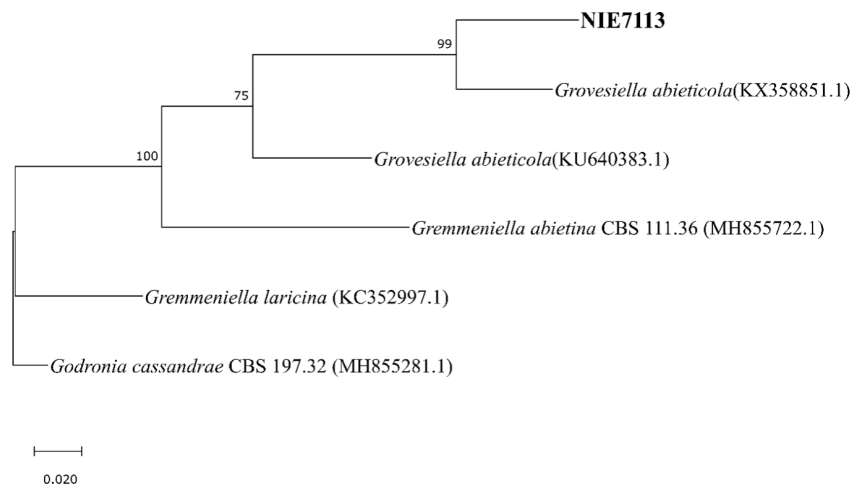 NIE7113
99
Grovesiella abieticola(KX358851.1)
75
Grovesiella abieticola(KU640383.1)
100
Gremmeniella abietina CBS 111.36 (MH855722.1)
Gremmeniella laricina (KC352997.1)
Godronia cassandrae CBS 197.32 (MH855281.1)
0.020